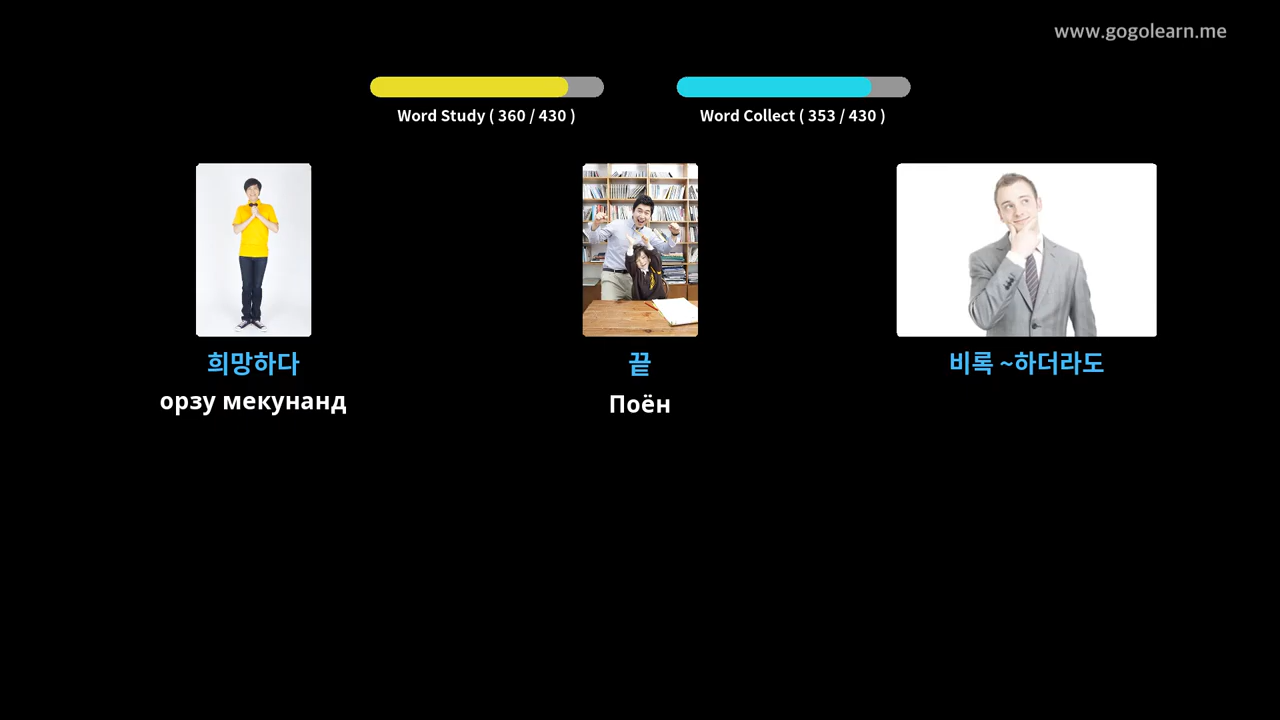 www.gogolearn.me
Word Study ( 360 / 430 )
Word Collect ( 353 / 430 )
희망하다
끝
비록 ~하더라도
орзу мекунанд
Поён